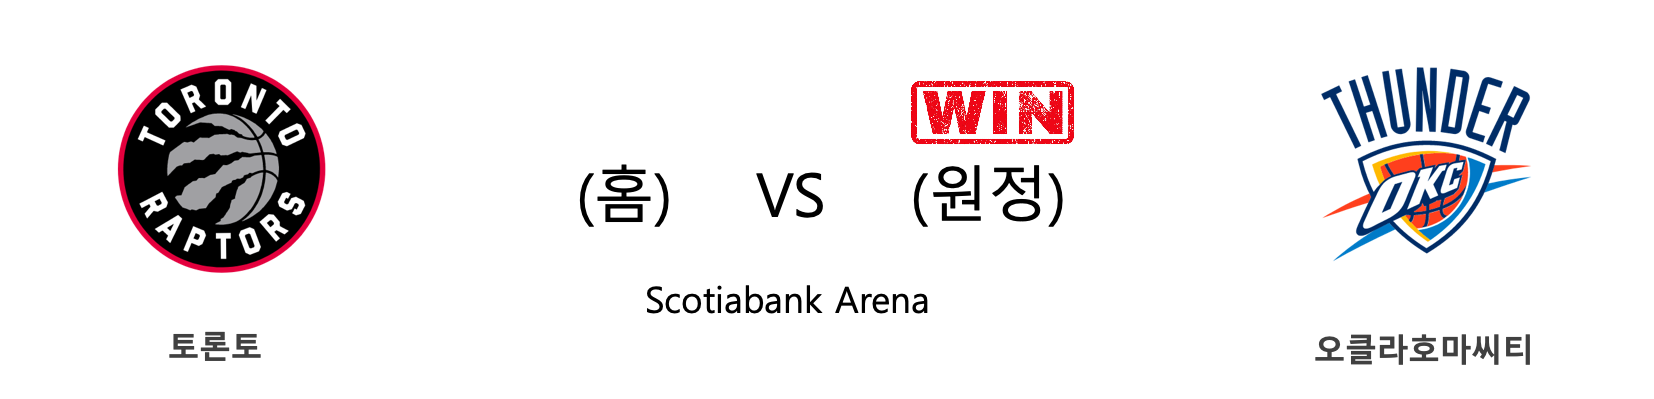 TORONTO
RAPTORS
토론토
WIN
(홈) VS (원정)
Scotiabank Arena
THUNDER
OKC
오클라호마씨티